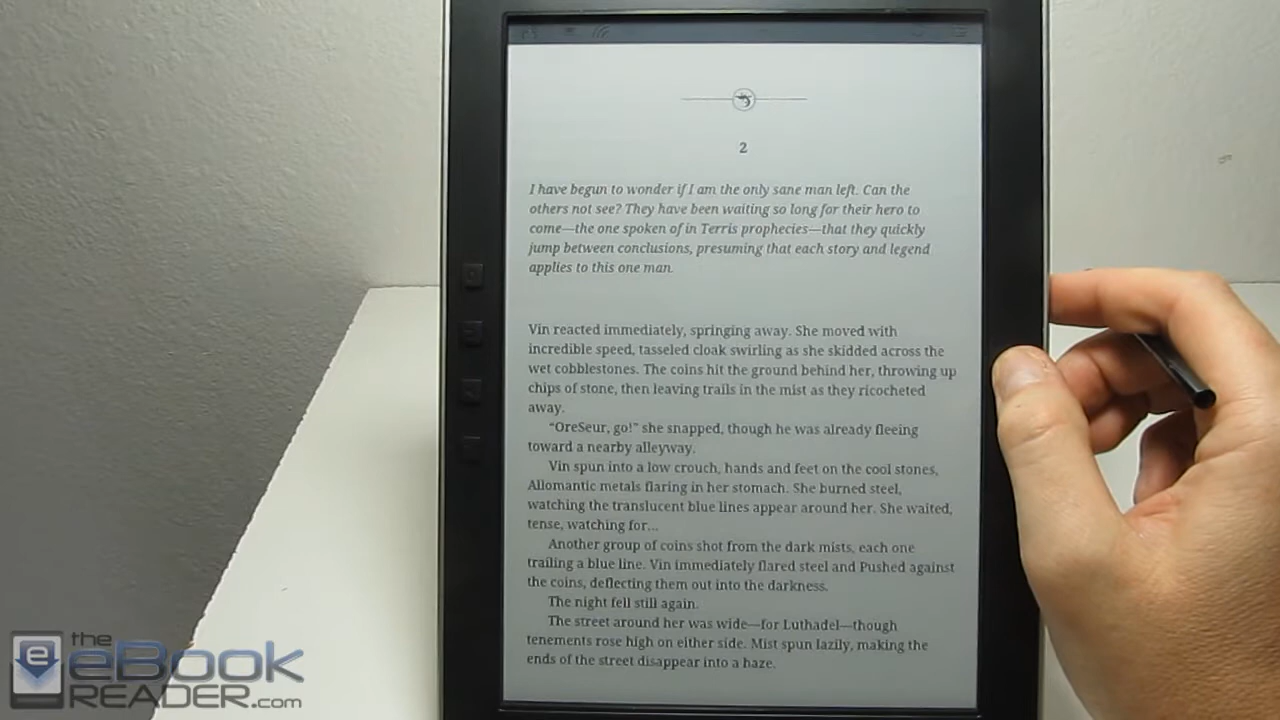 2
I have begun to wonder if I am the only sane man left. Can the
others not see? They have been waiting so long for their hero to
come—the one spoken of in Terris prophecies—that they quickly
jump between conclusions, presuming that each story and legend
applies to this one man.
Vin reacted immediately, springing away. She moved with
incredible speed, tasseled cloak swirling as she skidded across the
wet cobblestones. The coins hit the ground behind her, throwing up
chips of stone, then leaving trails in the mist as they ricocheted
away.
“OreSeur, go!” she snapped, though he was already fleeing
toward a nearby alleyway.
Vin spun into a low crouch, hands and feet on the cool stones,
Allomantic metals flaring in her stomach. She burned steel,
watching the translucent blue lines appear around her. She waited,
tense, watching for...
Another group of coins shot from the dark mists, each one
trailing a blue line. Vin immediately flared steel and Pushed against
the coins, deflecting them out into the darkness.
The night fell still again.
The street around her was wide—for Luthadel—though
tenements rose high on either side. Mist spun lazily, making the
ends of the street disappear into a haze.
e the
eBook
READER.com